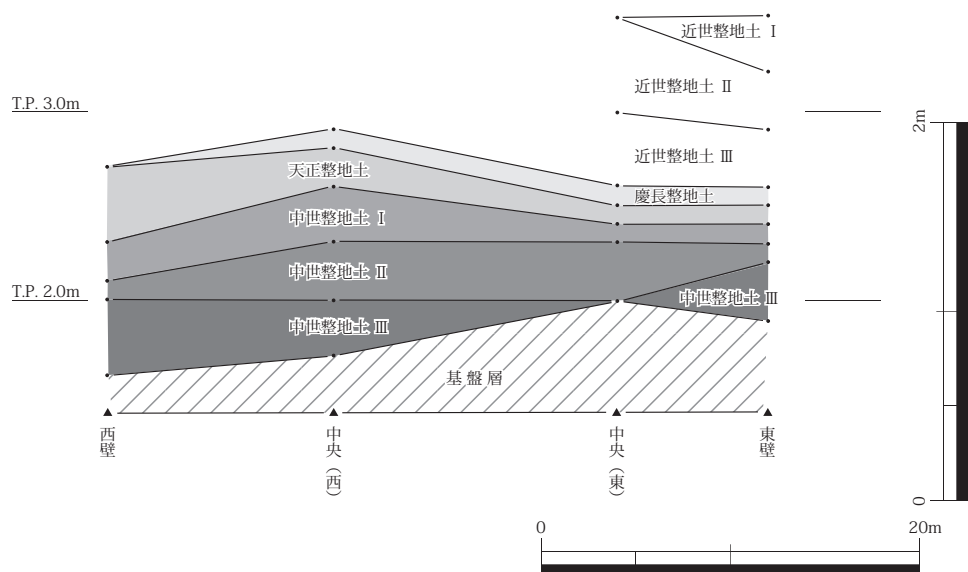 近世整地土 Ⅰ
近世整地土 Ⅱ
T.P. 3.0m
2m
近世整地土 Ⅲ
天正整地土
慶長整地土
中世整地土 Ⅰ
中世整地土 Ⅱ
T.P. 2.0m
中世整地土 Ⅲ
中世整地土 Ⅲ
基盤層
西壁
中央（西）
中央（東）
東壁
0
0
20m